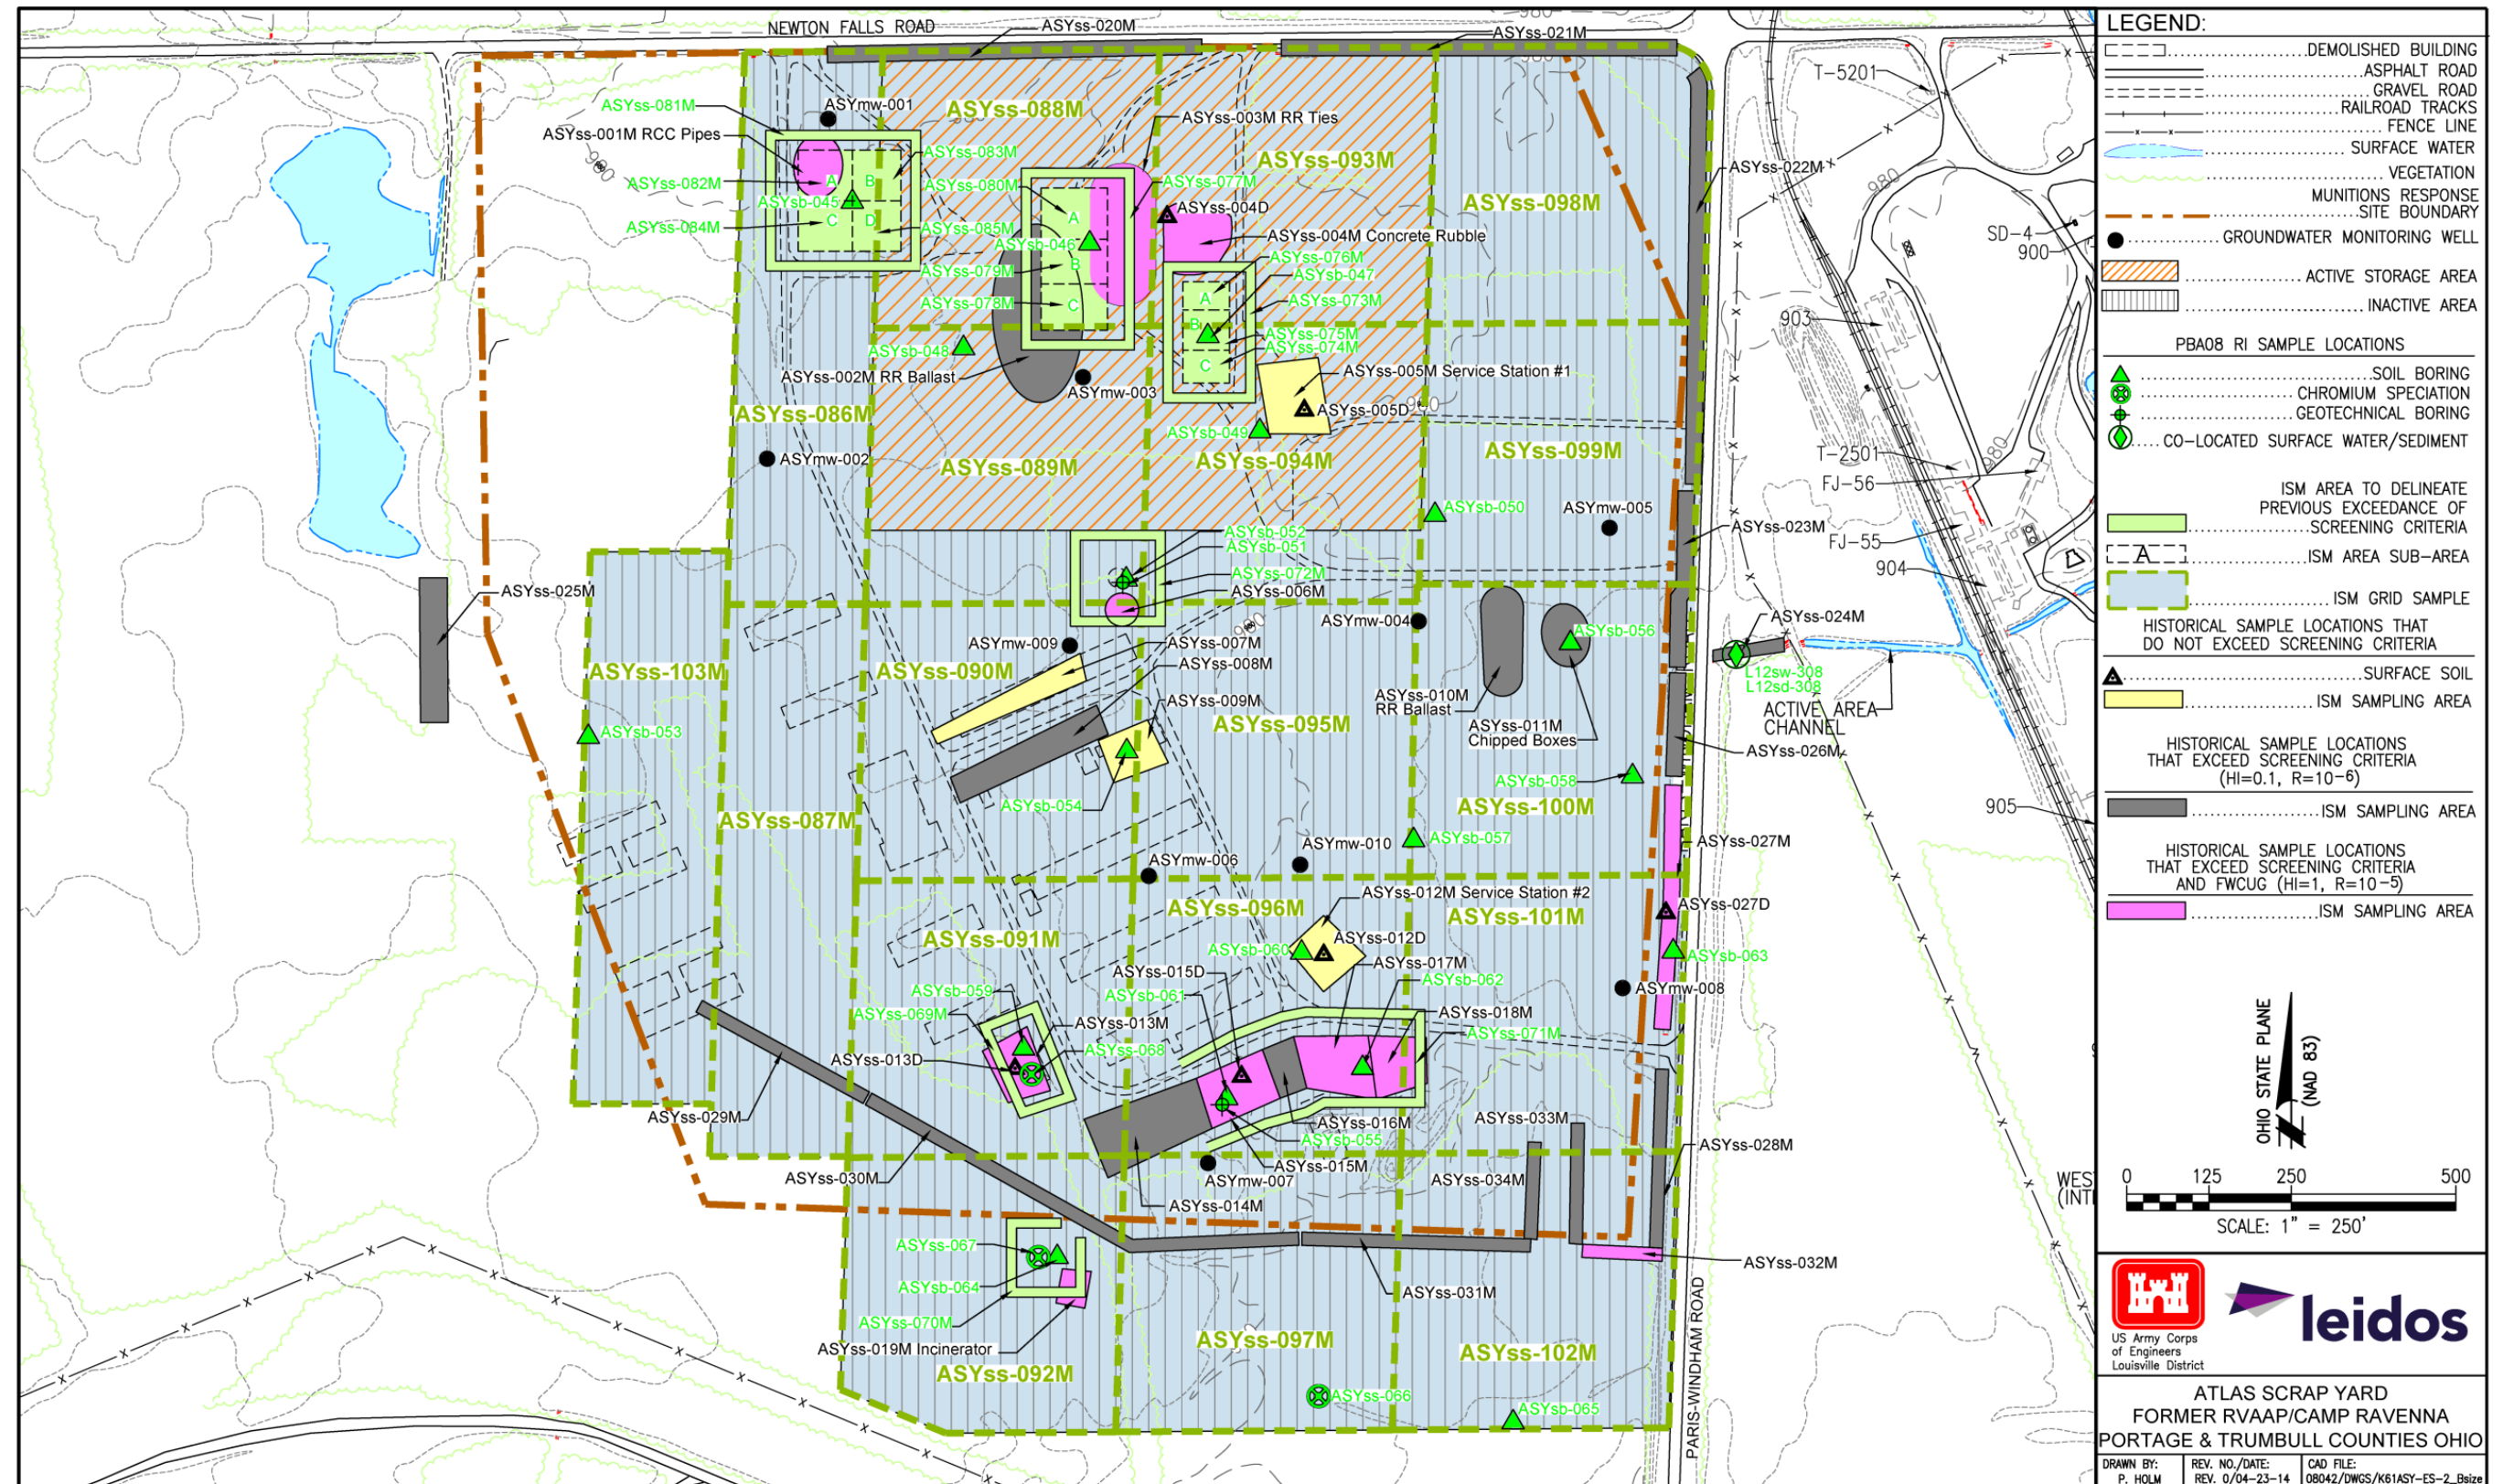 NEWTON FALLS ROAD
ASYss-020M
980
ASYss-021M
980
T-5201
ASYss-081M
ASYmw-001
ASYss-088M
ASYss-001M RCC Pipes
ASYss-003M RR Ties
980
ASYss-083M
ASYss-093M
ASYss-022M
980
ASYss-082M
A
B
ASYss-080M
ASYss-077M
ASYsb-045
ASYss-098M
ASYss-004D
ASYss-084M
C
D
ASYss-085M
A
ASYsb-046
ASYss-004M Concrete Rubble
SD-4
900
ASYss-076M
ASYss-079M
B
ASYsb-047
ASYss-078M
C
A
ASYss-073M
903
B
ASYss-075M
ASYsb-048
ASYss-074M
C
ASYss-002M RR Ballast
ASYss-005M Service Station #1
ASYmw-003
ASYss-086M
ASYss-005D
ASYsb-049
ASYmw-002
ASYss-089M
ASYss-094M
ASYss-099M
T-2501
980
FJ-56
ASYsb-050
ASYmw-005
ASYss-023M
ASYsb-052
ASYsb-051
FJ-55
ASYss-072M
904
ASYss-025M
ASYss-006M
980
ASYmw-004
ASYss-024M
ASYmw-009
ASYss-007M
ASYsb-056
ASYss-103M
ASYss-090M
ASYss-008M
L12sw-308
L12sd-308
ASYss-010M
RR Ballast
ASYss-009M
ACTIVE AREA
CHANNEL
ASYss-095M
ASYss-011M
Chipped Boxes
ASYsb-053
ASYss-026M
ASYsb-058
ASYsb-054
ASYss-100M
905
ASYss-087M
ASYsb-057
ASYmw-010
ASYss-027M
ASYmw-006
ASYss-012M Service Station #2
ASYss-096M
ASYss-101M
ASYss-027D
ASYss-091M
ASYss-012D
ASYsb-060
ASYsb-063
ASYss-015D
ASYss-017M
ASYsb-059
ASYsb-061
ASYsb-062
ASYmw-008
ASYss-069M
ASYss-013M
ASYss-018M
ASYss-071M
ASYss-068
ASYss-013D
ASYss-029M
ASYss-016M
ASYss-033M
ASYsb-055
ASYss-028M
ASYss-015M
ASYss-030M
ASYmw-007
ASYss-034M
ASYss-014M
ASYss-067
ASYss-032M
ASYsb-064
ASYss-031M
ASYss-070M
ASYss-019M Incinerator
ASYss-097M
ASYss-102M
ASYss-092M
ASYss-066
ASYsb-065
PARIS-WINDHAM ROAD
WES
(INT
LEGEND:
DEMOLISHED BUILDING
ASPHALT ROAD
GRAVEL ROAD
RAILROAD TRACKS
FENCE LINE
SURFACE WATER
VEGETATION
MUNITIONS RESPONSE
SITE BOUNDARY
GROUNDWATER MONITORING WELL
ACTIVE STORAGE AREA
INACTIVE AREA
PBA08 RI SAMPLE LOCATIONS
SOIL BORING
CHROMIUM SPECIATION
GEOTECHNICAL BORING
CO-LOCATED SURFACE WATER/SEDIMENT
ISM AREA TO DELINEATE
PREVIOUS EXCEEDANCE OF
SCREENING CRITERIA
A
ISM AREA SUB-AREA
ISM GRID SAMPLE
HISTORICAL SAMPLE LOCATIONS THAT
DO NOT EXCEED SCREENING CRITERIA
SURFACE SOIL
ISM SAMPLING AREA
HISTORICAL SAMPLE LOCATIONS
THAT EXCEED SCREENING CRITERIA
(HI=0.1, R=10-6)
ISM SAMPLING AREA
HISTORICAL SAMPLE LOCATIONS
THAT EXCEED SCREENING CRITERIA
AND FWCUG (HI=1, R=10-5)
ISM SAMPLING AREA
OHIO STATE PLANE
(NAD 83)
0 125 250 500
SCALE: 1" = 250'
US Army Corps
of Engineers
Louisville District
leidos
ATLAS SCRAP YARD
FORMER RVAAP/CAMP RAVENNA
PORTAGE & TRUMBULL COUNTIES OHIO
DRAWN BY:
P. HOLM
REV. NO./DATE:
REV. 0/04-23-14
CAD FILE:
08042/DWGS/K61ASY-ES-2_Bsize